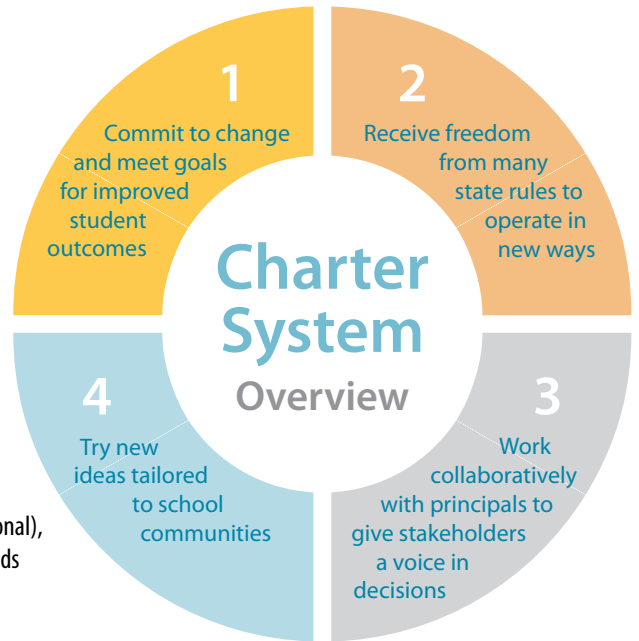 1
Commit to change
and meet goals
for improved
student
outcomes
2
Receive freedom
from many
state rules to
operate in
new ways
Charter
System
Overview
3
Work
collaboratively
with principals to
give stakeholders
a voice in
decisions
4
Try new
ideas tailored
to school
communities
onal),
ds